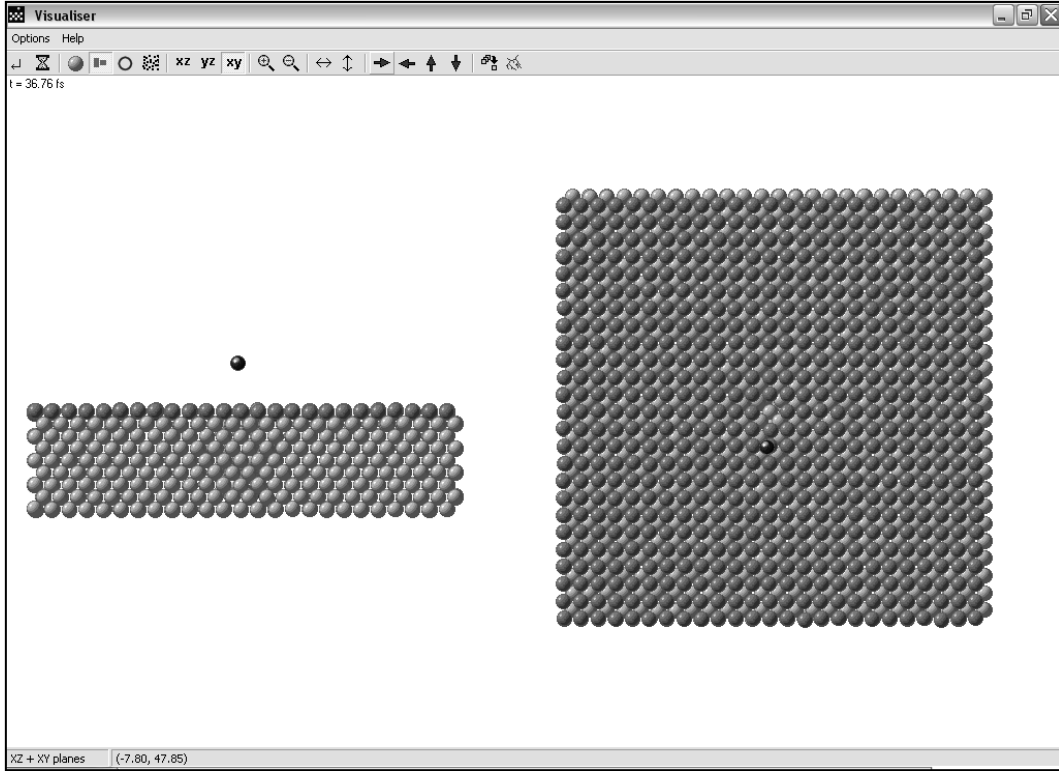 Visualiser
Options Help
xz yz xy
t = 36.76 fs
XZ + XY planes (-7.80, 47.85)